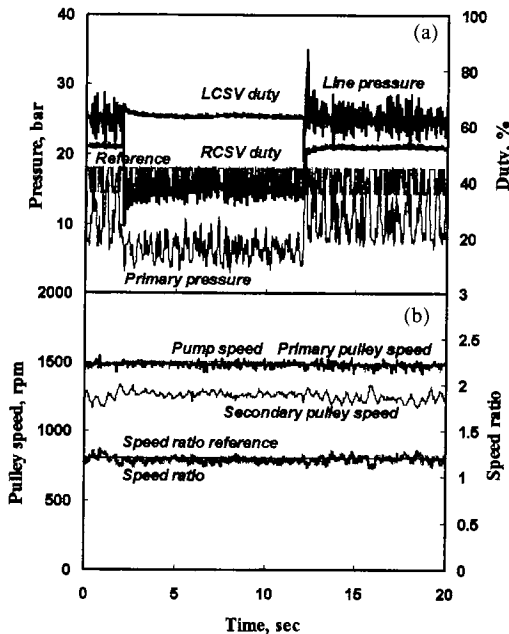 40
100
(a)
Line pressure
30
80
LCSV duty
60
20
Reference
RCSV duty
40
10
20
Primary pressure
Pressure, bar
Duty, %
2000
3
(b)
2.5
1500
Pump speed
Primary pulley speed
2
Secondary pulley speed
1000
1.5
Speed ratio reference
1
Speed ratio
500
0.5
0
0
Pulley speed, rpm
Speed ratio
0
5
10
15
20
Time, sec